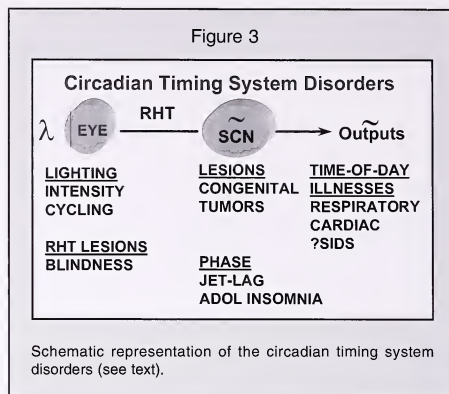 Figure 3
Circadian Timing System Disorders
λ EYE RHT ~ SCN Outp̃uts
LIGHTING
INTENSITY
CYCLING
RHT LESIONS
BLINDNESS
LESIONS
CONGENITAL
TUMORS
PHASE
JET-LAG
ADOL INSOMNIA
TIME-OF-DAY
ILLNESSES
RESPIRATORY
CARDIAC
?SIDS
Schematic representation of the circadian timing system
disorders (see text).